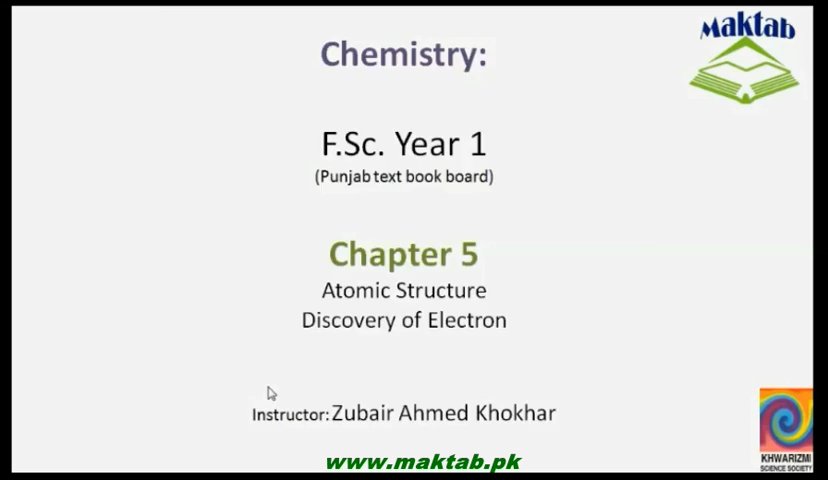 Maktab
Chemistry:
F.Sc. Year 1
(Punjab text book board)
Chapter 5
Atomic Structure
Discovery of Electron
Instructor: Zubair Ahmed Khokhar
www.maktab.pk
KHWARIZMI
SCIENCE SOCIETY